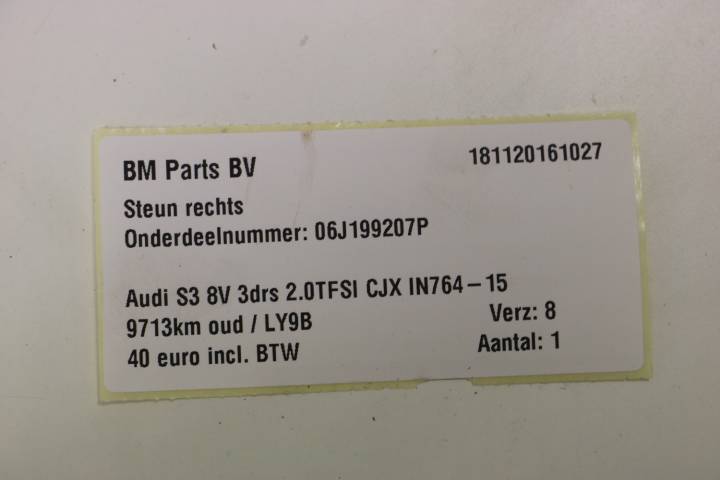 BM Parts BV 181120161027
Steun rechts
Onderdeelnummer: 06J199207P
Audi S3 8V 3drs 2.0TFSI CJX IN764-15
9713km oud / LY9B Verz: 8
40 euro incl. BTW Aantal: 1